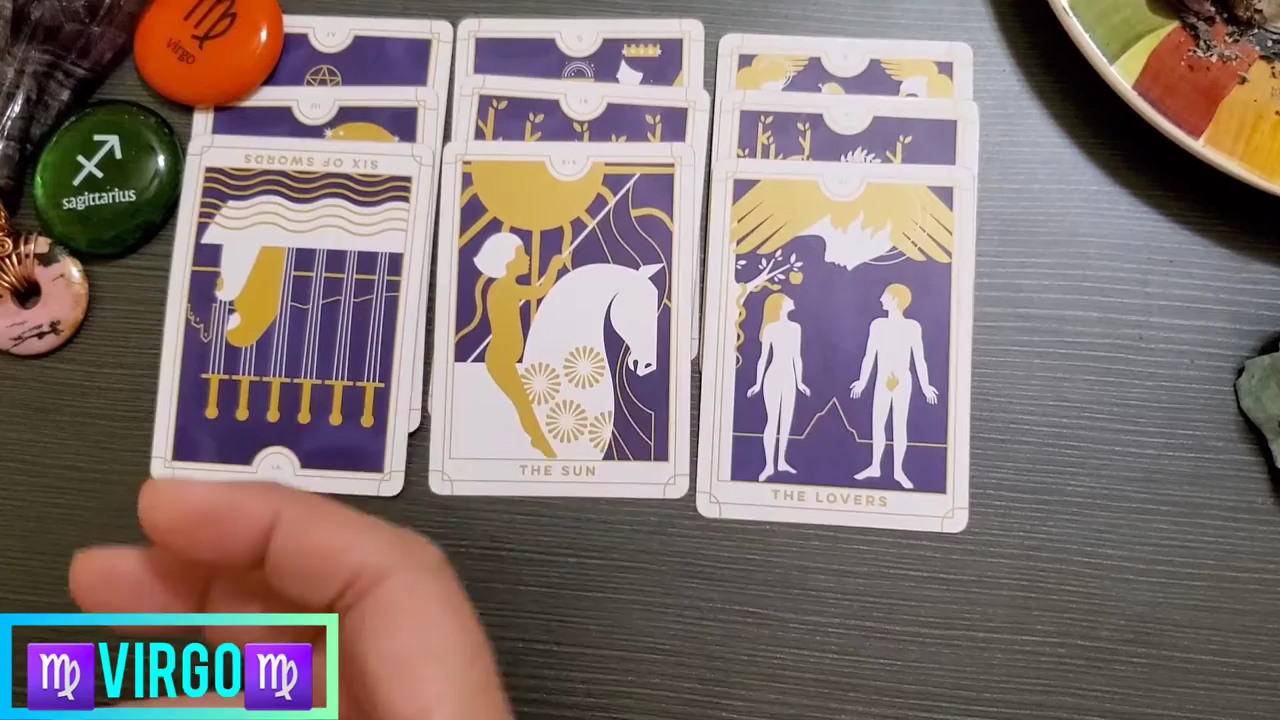 virgo
sagittarius
SIX OF SWORDS
THE SUN
THE LOVERS
♍VIRGO♍